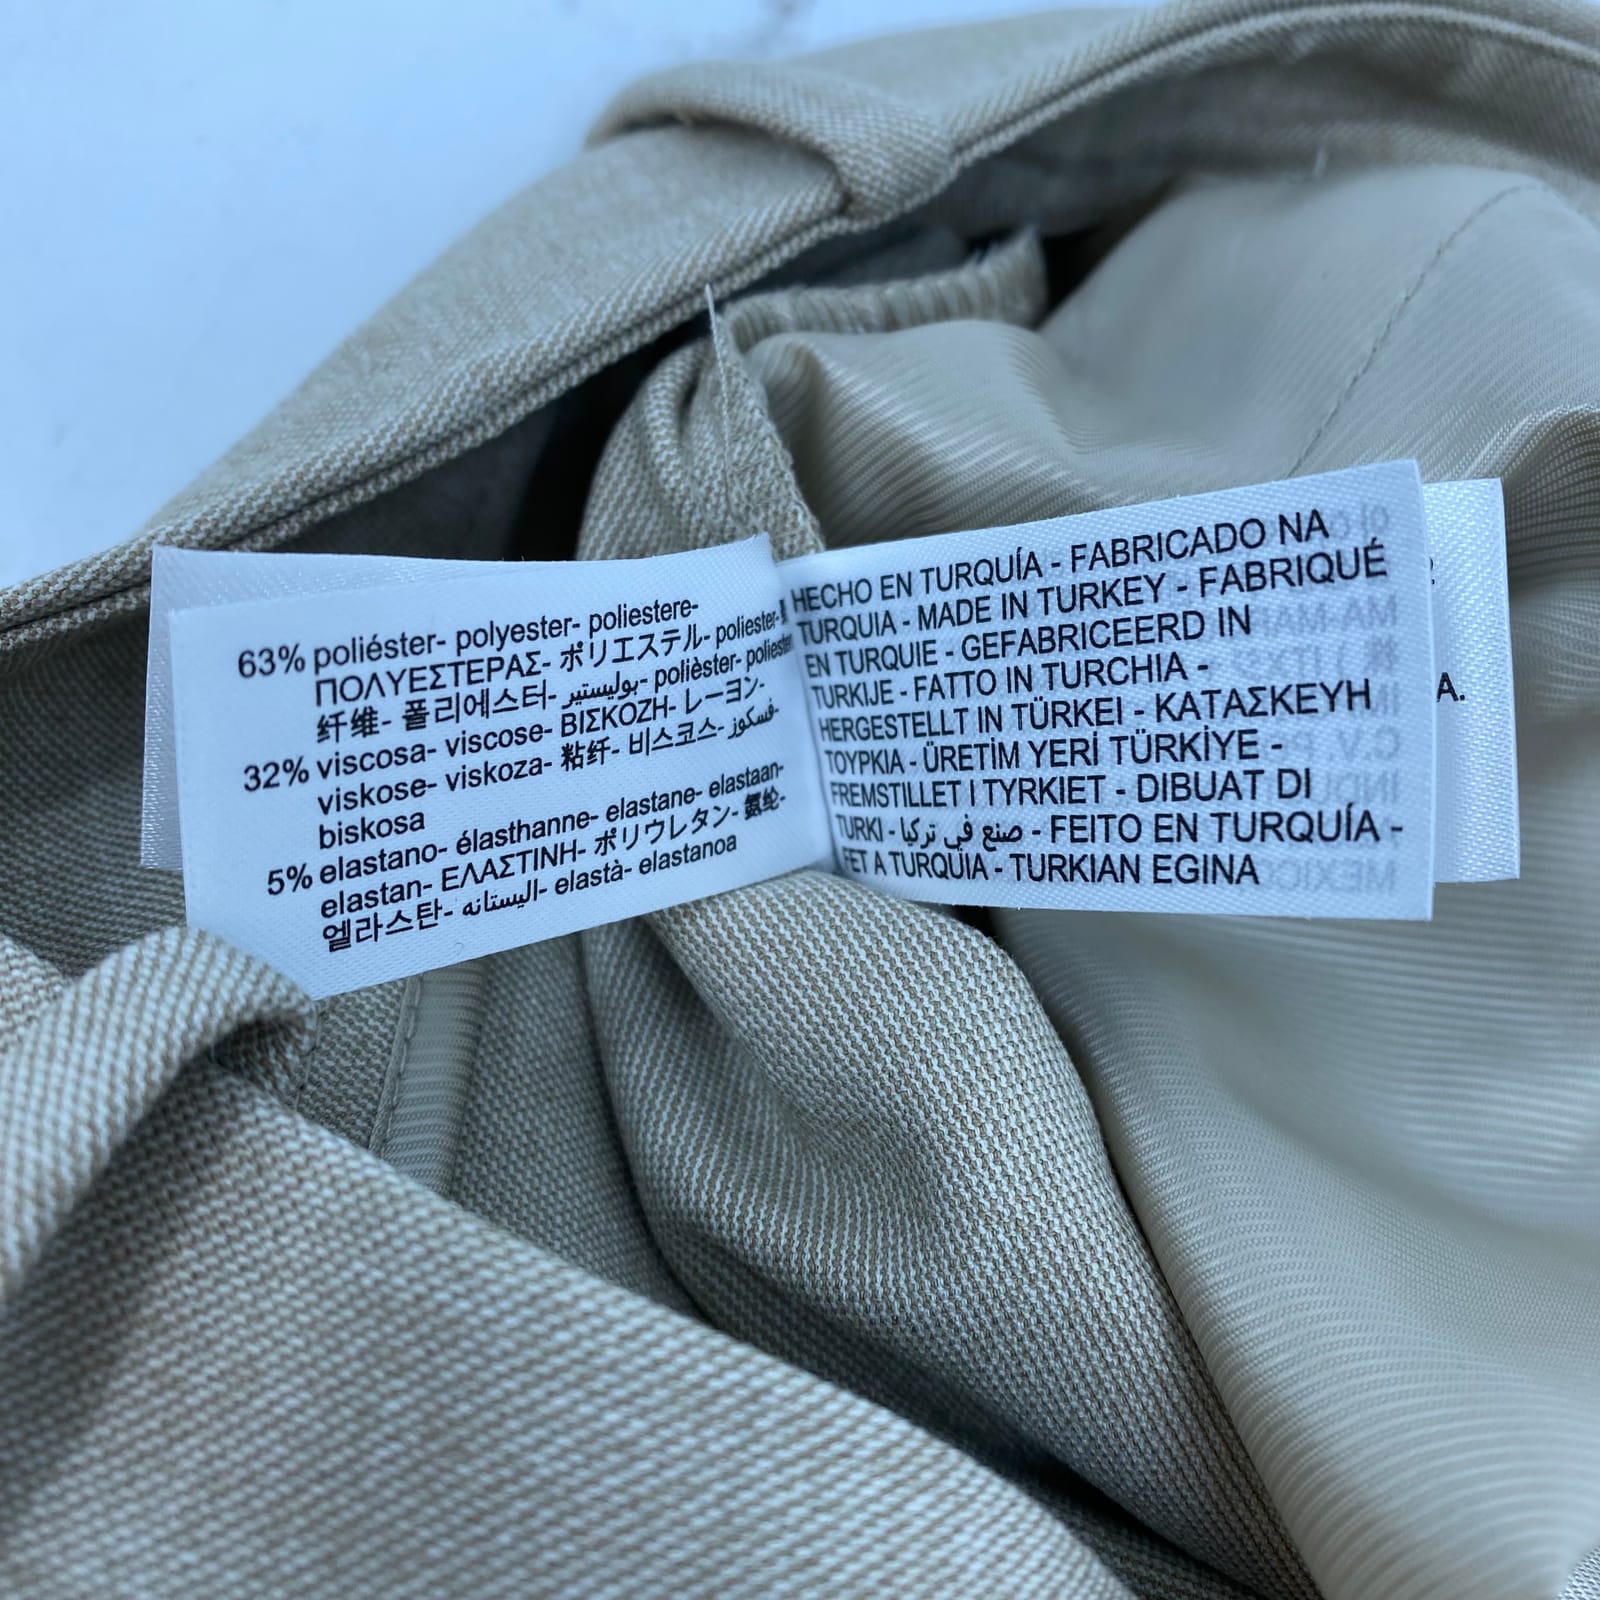 63% poliéster- polyester- poliestere-
ΠΟΛΥΕΣΤΕΡΑΣ- ポリエステル- poliester-
纤维- 폴리에스터- بوليستير- polièster- poliester
32% viscosa- viscose- ΒΙΣΚΟΖΗ- レーヨン-
viskose- viskoza- 粘纤- 비스코스- فسكوز-
biskosa
5% elastano- élasthanne- elastane- elastaan-
elastan- ΕΛΑΣΤΙΝΗ- ポリウレタン- 氨纶-
엘라스탄- اليستانه- elastà- elastanoa
HECHO EN TURQUÍA - FABRICADO NA
TURQUIA - MADE IN TURKEY - FABRIQUÉ
EN TURQUIE - GEFABRICEERD IN
TURKIJE - FATTO IN TURCHIA -
HERGESTELLT IN TÜRKEI - ΚΑΤΑΣΚΕΥΗ
ΤΟΥΡΚΙΑ - ÜRETİM YERİ TÜRKİYE -
FREMSTILLET I TYRKIET - DIBUAT DI
TURKI - صنع في تركيا - FEITO EN TURQUÍA -
FET A TURQUIA - TURKIAN EGINA
A.